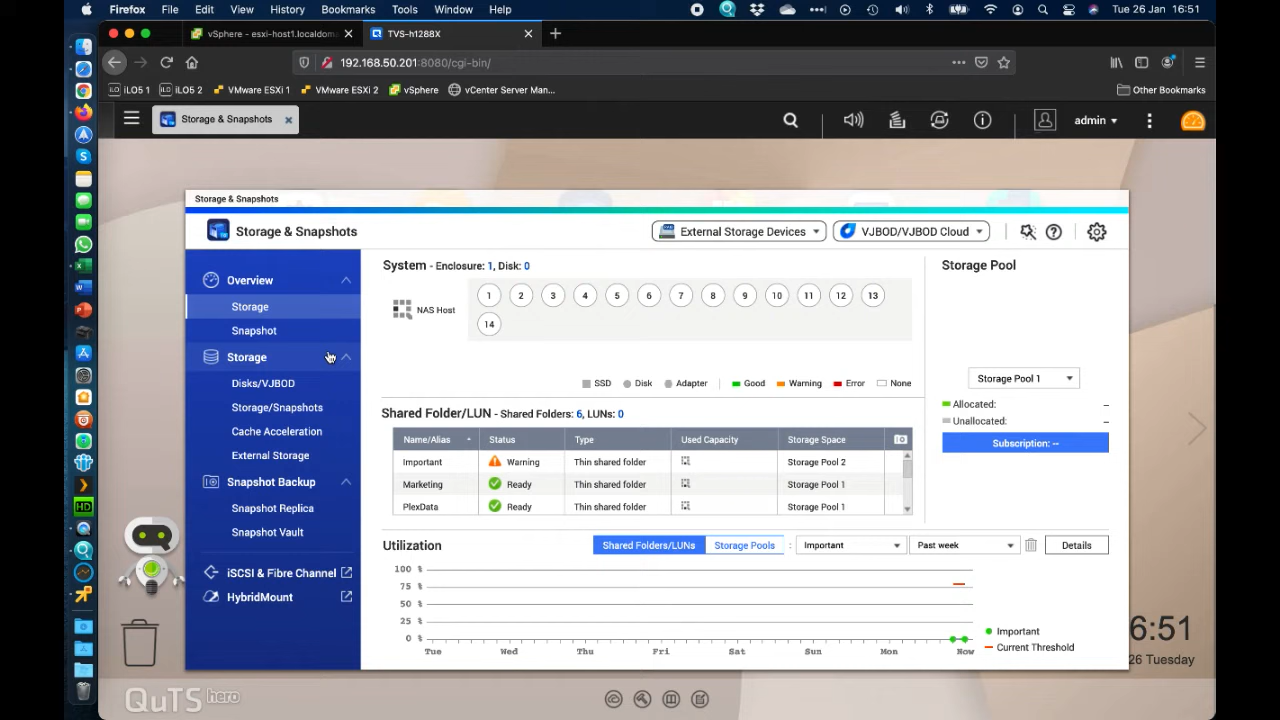 Firefox File Edit View History Bookmarks Tools Window Help Tue 26 Jan 16:51
vSphere - esxi-host1.localdoma
TVS-h1288X
192.168.50.201:8080/cgi-bin/
iLO5 1 iLO5 2 VMware ESXi 1 VMware ESXi 2 vSphere vCenter Server Man... Other Bookmarks
Storage & Snapshots
admin
Storage & Snapshots
Storage & Snapshots
External Storage Devices
VJBOD/VJBOD Cloud
Overview
Storage
Snapshot
Storage
Disks/VJBOD
Storage/Snapshots
Cache Acceleration
External Storage
Snapshot Backup
Snapshot Replica
Snapshot Vault
iSCSI & Fibre Channel
HybridMount
System - Enclosure: 1, Disk: 0
NAS Host
1 2 3 4 5 6 7 8 9 10 11 12 13
14
SSD Disk Adapter Good Warning Error None
Storage Pool
Storage Pool 1
Allocated: --
Unallocated: --
Subscription: --
Shared Folder/LUN - Shared Folders: 6, LUNs: 0
Name/Alias Status Type Used Capacity Storage Space
Important Warning Thin shared folder Storage Pool 2
Marketing Ready Thin shared folder Storage Pool 1
PlexData Ready Thin shared folder Storage Pool 1
Utilization
Shared Folders/LUNs Storage Pools : Important Past week Details
100 %
75 %
50 %
25 %
0 %
Tue Wed Thu Fri Sat Sun Mon Now
Important
Current Threshold
6:51
26 Tuesday
QuTS hero
HD